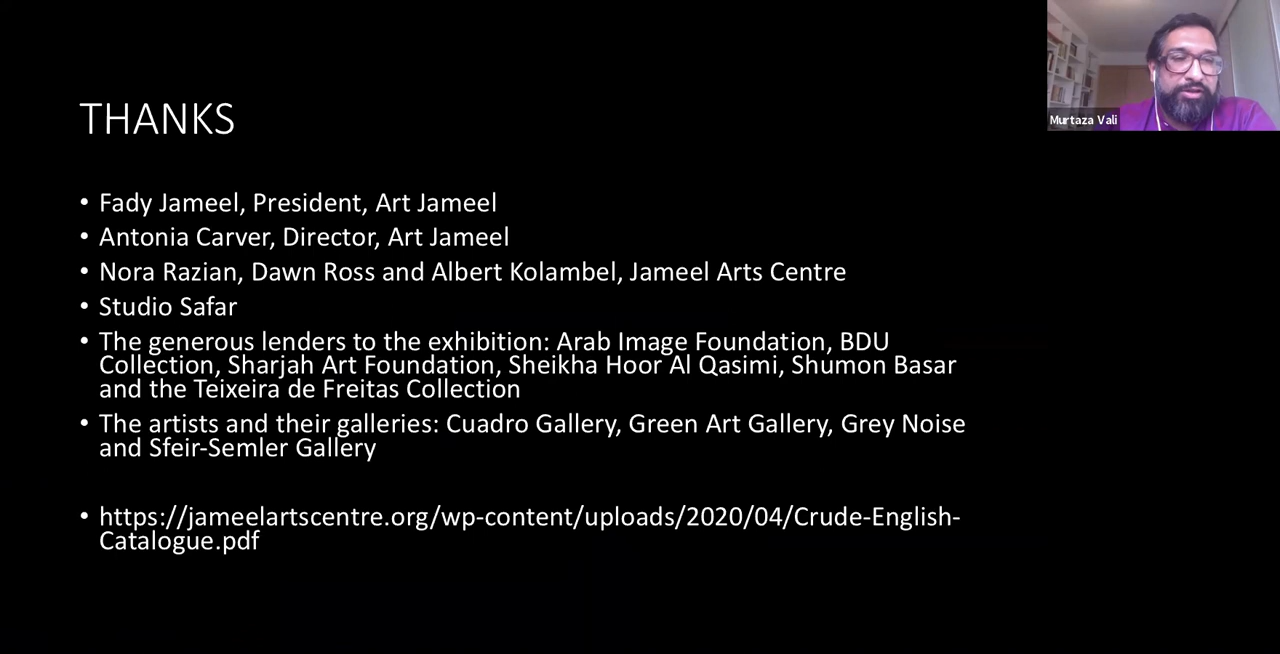 Murtaza Vali
THANKS
• Fady Jameel, President, Art Jameel
• Antonia Carver, Director, Art Jameel
• Nora Razian, Dawn Ross and Albert Kolambel, Jameel Arts Centre
• Studio Safar
• The generous lenders to the exhibition: Arab Image Foundation, BDU
Collection, Sharjah Art Foundation, Sheikha Hoor Al Qasimi, Shumon Basar
and the Teixeira de Freitas Collection
• The artists and their galleries: Cuadro Gallery, Green Art Gallery, Grey Noise
and Sfeir-Semler Gallery
• https://jameelartscentre.org/wp-content/uploads/2020/04/Crude-English-
Catalogue.pdf